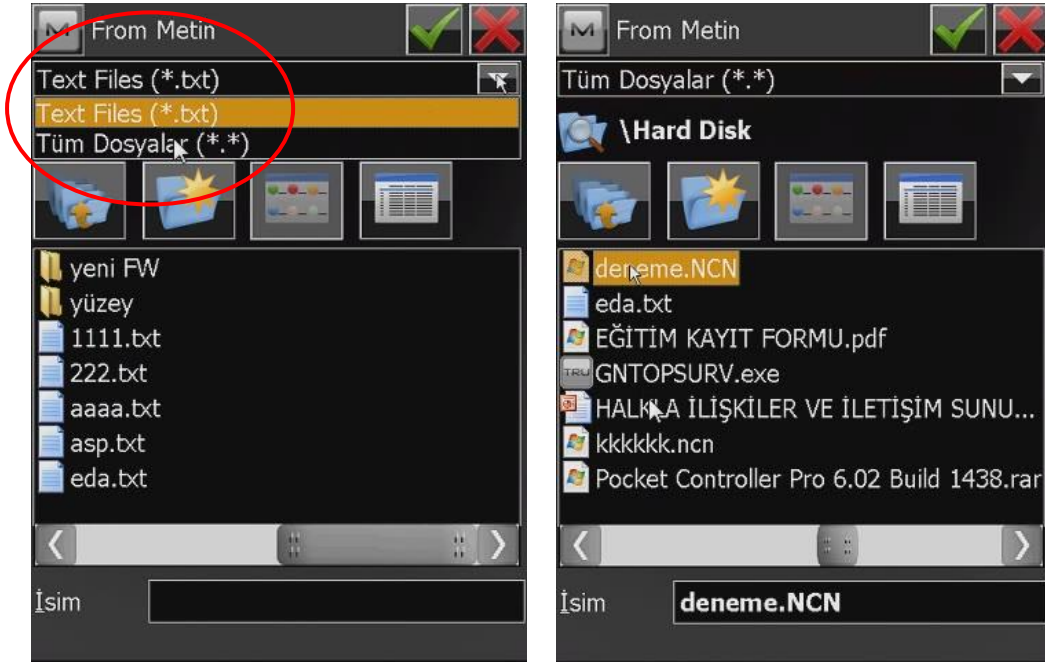 From Metin
Text Files (*.txt)
Text Files (*.txt)
Tüm Dosyalar (*.*)
yeni FW
yüzey
1111.txt
222.txt
aaaa.txt
asp.txt
eda.txt
İsim
From Metin
Tüm Dosyalar (*.*)
\Hard Disk
deneme.NCN
eda.txt
EĞİTİM KAYIT FORMU.pdf
TRU GNTOPSURV.exe
HALKLA İLİŞKİLER VE İLETİŞİM SUNU...
kkkkkk.ncn
Pocket Controller Pro 6.02 Build 1438.rar
İsim deneme.NCN